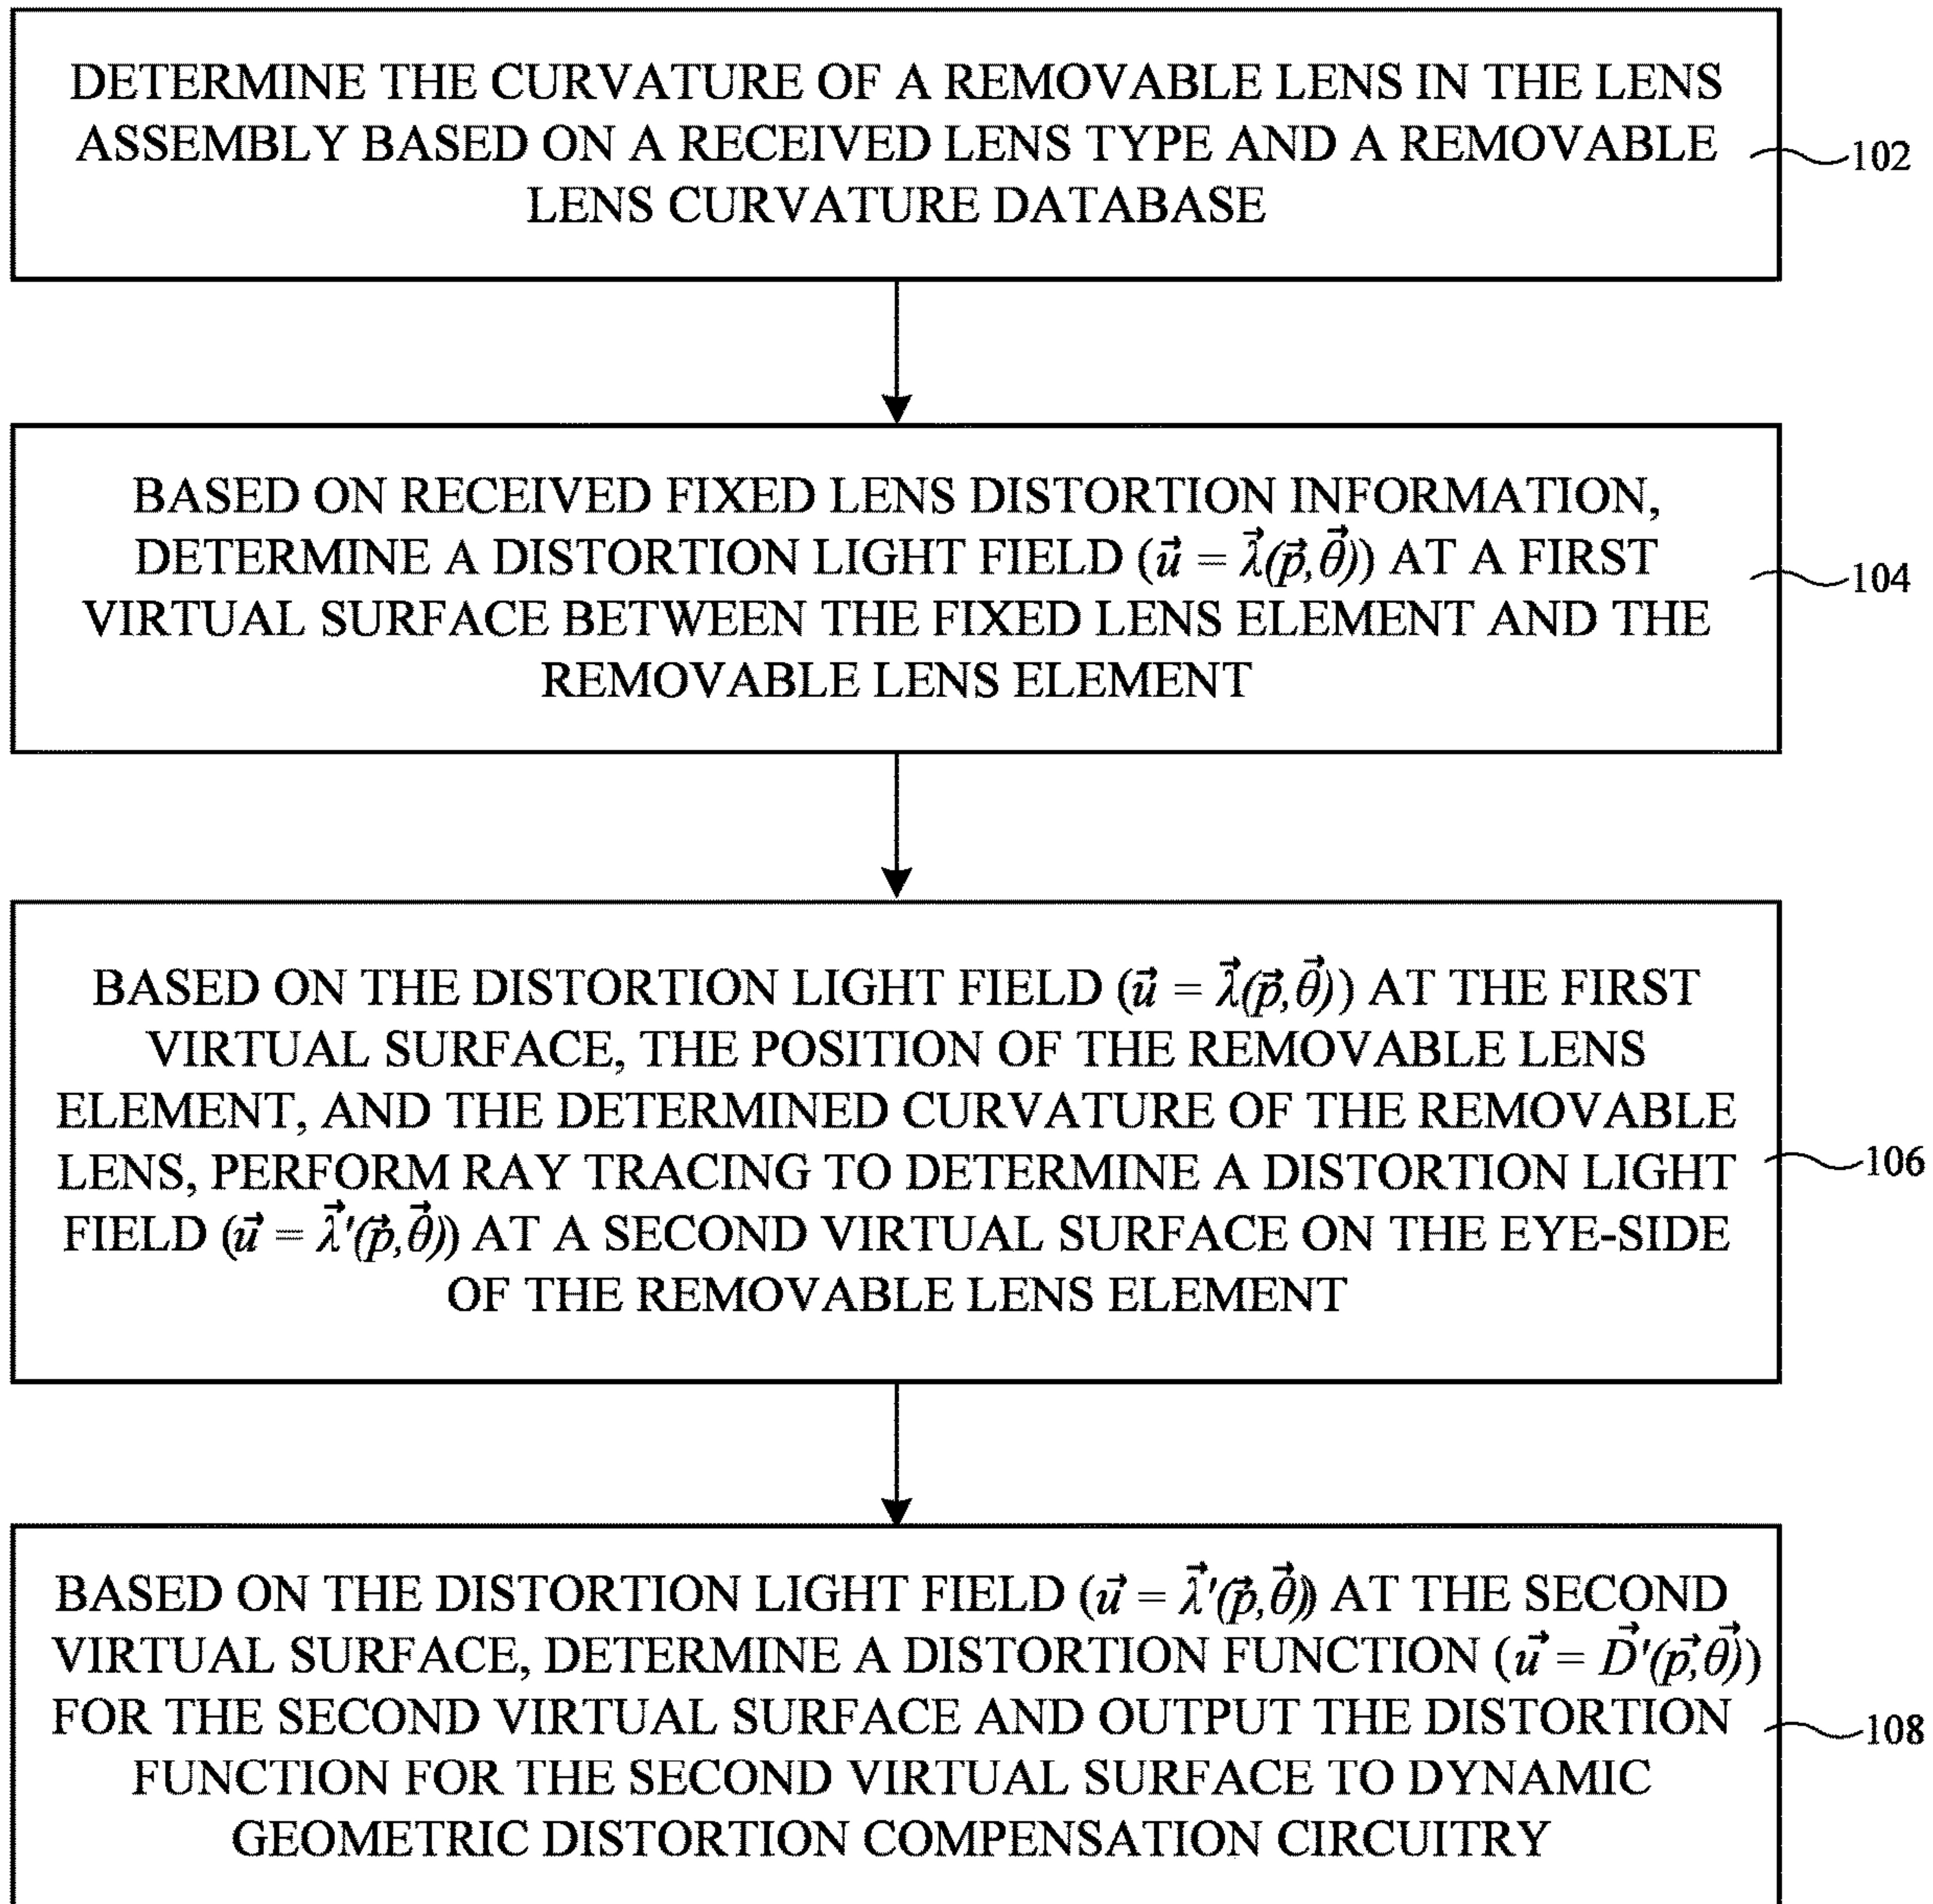 DETERMINE THE CURVATURE OF A REMOVABLE LENS IN THE LENS
ASSEMBLY BASED ON A RECEIVED LENS TYPE AND A REMOVABLE
LENS CURVATURE DATABASE
102
BASED ON RECEIVED FIXED LENS DISTORTION INFORMATION,
DETERMINE A DISTORTION LIGHT FIELD (u⃗ = λ⃗(p⃗,θ⃗)) AT A FIRST
VIRTUAL SURFACE BETWEEN THE FIXED LENS ELEMENT AND THE
REMOVABLE LENS ELEMENT
104
BASED ON THE DISTORTION LIGHT FIELD (u⃗ = λ⃗(p⃗,θ⃗)) AT THE FIRST
VIRTUAL SURFACE, THE POSITION OF THE REMOVABLE LENS
ELEMENT, AND THE DETERMINED CURVATURE OF THE REMOVABLE
LENS, PERFORM RAY TRACING TO DETERMINE A DISTORTION LIGHT
FIELD (u⃗ = λ⃗'(p⃗,θ⃗)) AT A SECOND VIRTUAL SURFACE ON THE EYE-SIDE
OF THE REMOVABLE LENS ELEMENT
106
BASED ON THE DISTORTION LIGHT FIELD (u⃗ = λ⃗'(p⃗,θ⃗)) AT THE SECOND
VIRTUAL SURFACE, DETERMINE A DISTORTION FUNCTION (u⃗ = D⃗'(p⃗,θ⃗))
FOR THE SECOND VIRTUAL SURFACE AND OUTPUT THE DISTORTION
FUNCTION FOR THE SECOND VIRTUAL SURFACE TO DYNAMIC
GEOMETRIC DISTORTION COMPENSATION CIRCUITRY
108